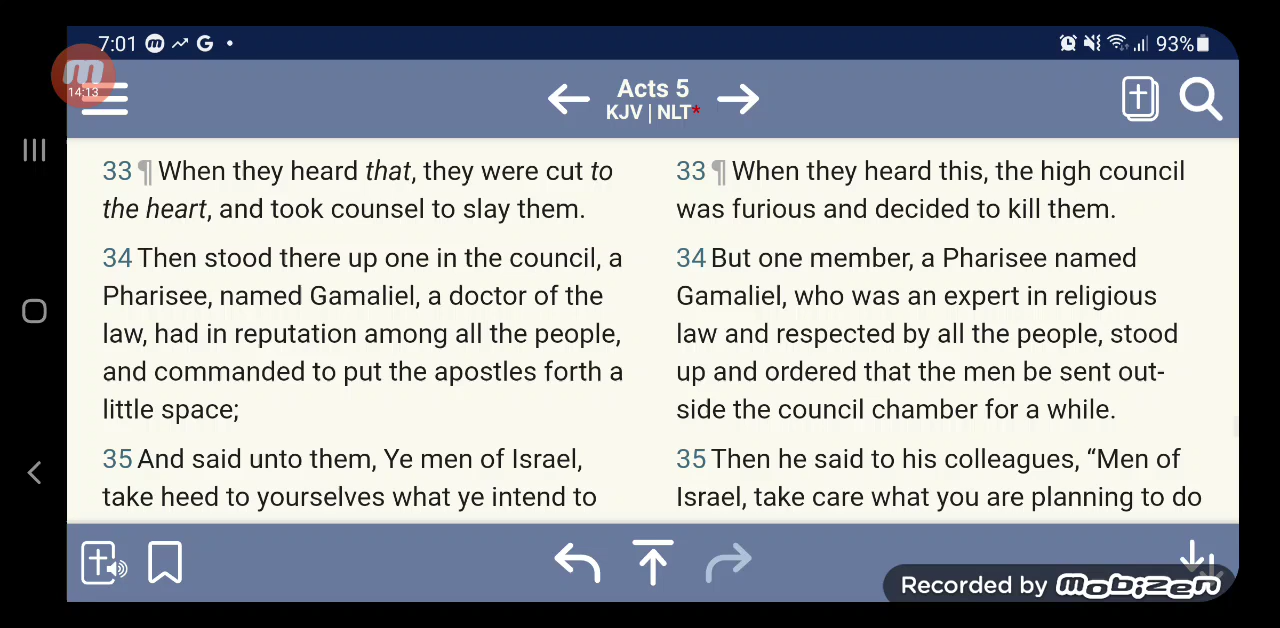 7:01
93%
14:13
Acts 5
KJV | NLT*
33 ¶ When they heard that, they were cut to
the heart, and took counsel to slay them.
34 Then stood there up one in the council, a
Pharisee, named Gamaliel, a doctor of the
law, had in reputation among all the people,
and commanded to put the apostles forth a
little space;
35 And said unto them, Ye men of Israel,
take heed to yourselves what ye intend to
33 ¶ When they heard this, the high council
was furious and decided to kill them.
34 But one member, a Pharisee named
Gamaliel, who was an expert in religious
law and respected by all the people, stood
up and ordered that the men be sent out-
side the council chamber for a while.
35 Then he said to his colleagues, “Men of
Israel, take care what you are planning to do
Recorded by Mobizen